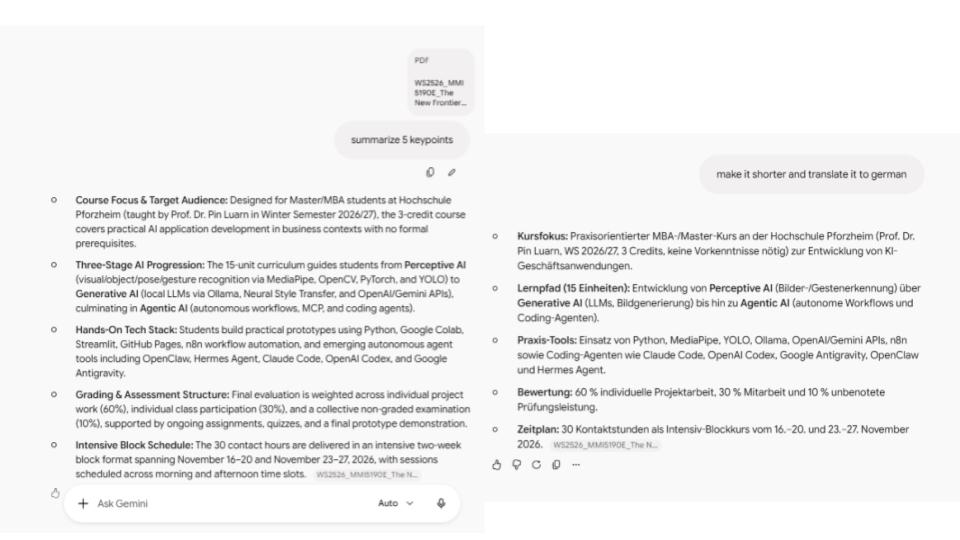 PDF
WS2526_MMI
5190E_The
New Frontier...
summarize 5 keypoints
Course Focus & Target Audience: Designed for Master/MBA students at Hochschule
Pforzheim (taught by Prof. Dr. Pin Luarn in Winter Semester 2026/27), the 3-credit course
covers practical AI application development in business contexts with no formal
prerequisites.
Three-Stage AI Progression: The 15-unit curriculum guides students from Perceptive AI
(visual/object/pose/gesture recognition via MediaPipe, OpenCV, PyTorch, and YOLO) to
Generative AI (local LLMs via Ollama, Neural Style Transfer, and OpenAI/Gemini APIs),
culminating in Agentic AI (autonomous workflows, MCP, and coding agents).
Hands-On Tech Stack: Students build practical prototypes using Python, Google Colab,
Streamlit, GitHub Pages, n8n workflow automation, and emerging autonomous agent
tools including OpenClaw, Hermes Agent, Claude Code, OpenAI Codex, and Google
Antigravity.
Grading & Assessment Structure: Final evaluation is weighted across individual project
work (60%), individual class participation (30%), and a collective non-graded examination
(10%), supported by ongoing assignments, quizzes, and a final prototype demonstration.
Intensive Block Schedule: The 30 contact hours are delivered in an intensive two-week
block format spanning November 16–20 and November 23–27, 2026, with sessions
scheduled across morning and afternoon time slots. WS2526_MMI5190E_The N...
Ask Gemini
Auto
make it shorter and translate it to german
Kursfokus: Praxisorientierter MBA-/Master-Kurs an der Hochschule Pforzheim (Prof. Dr.
Pin Luarn, WS 2026/27, 3 Credits, keine Vorkenntnisse nötig) zur Entwicklung von KI-
Geschäftsanwendungen.
Lernpfad (15 Einheiten): Entwicklung von Perceptive AI (Bilder-/Gestenerkennung) über
Generative AI (LLMs, Bildgenerierung) bis hin zu Agentic AI (autonome Workflows und
Coding-Agenten).
Praxis-Tools: Einsatz von Python, MediaPipe, YOLO, Ollama, OpenAI/Gemini APIs, n8n
sowie Coding-Agenten wie Claude Code, OpenAI Codex, Google Antigravity, OpenClaw
und Hermes Agent.
Bewertung: 60 % individuelle Projektarbeit, 30 % Mitarbeit und 10 % unbenotete
Prüfungsleistung.
Zeitplan: 30 Kontaktstunden als Intensiv-Blockkurs vom 16.–20. und 23.–27. November
2026. WS2526_MMI5190E_The N...